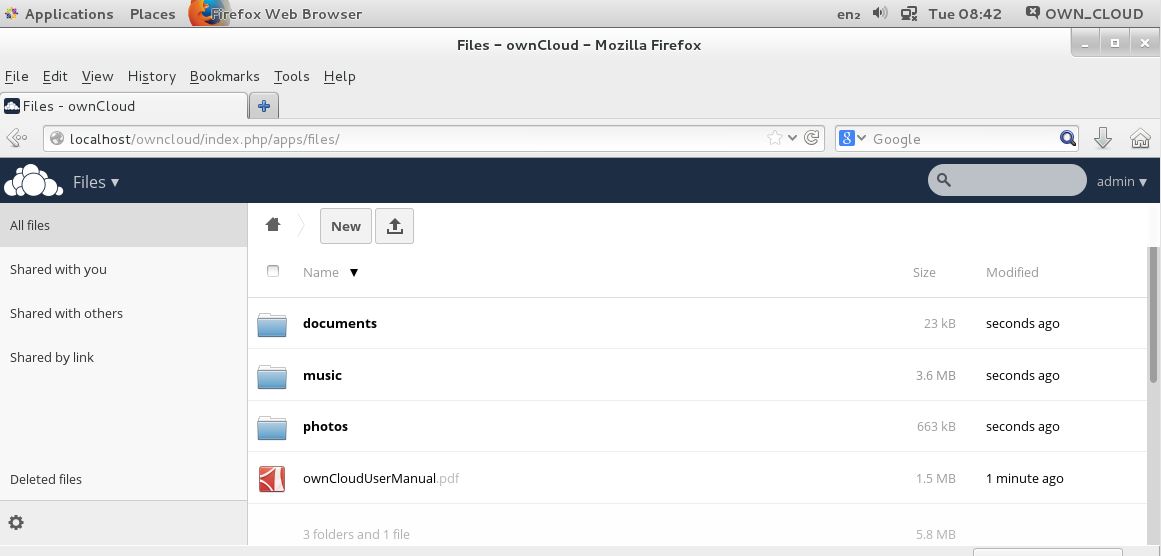 Applications Places Firefox Web Browser en₂ Tue 08:42 OWN_CLOUD
Files - ownCloud - Mozilla Firefox
File Edit View History Bookmarks Tools Help
Files - ownCloud
localhost/owncloud/index.php/apps/files/ Google
Files ▾ admin ▾
All files
Shared with you
Shared with others
Shared by link
Deleted files
New
Name ▼ Size Modified
documents 23 kB seconds ago
music 3.6 MB seconds ago
photos 663 kB seconds ago
ownCloudUserManual.pdf 1.5 MB 1 minute ago
3 folders and 1 file 5.8 MB